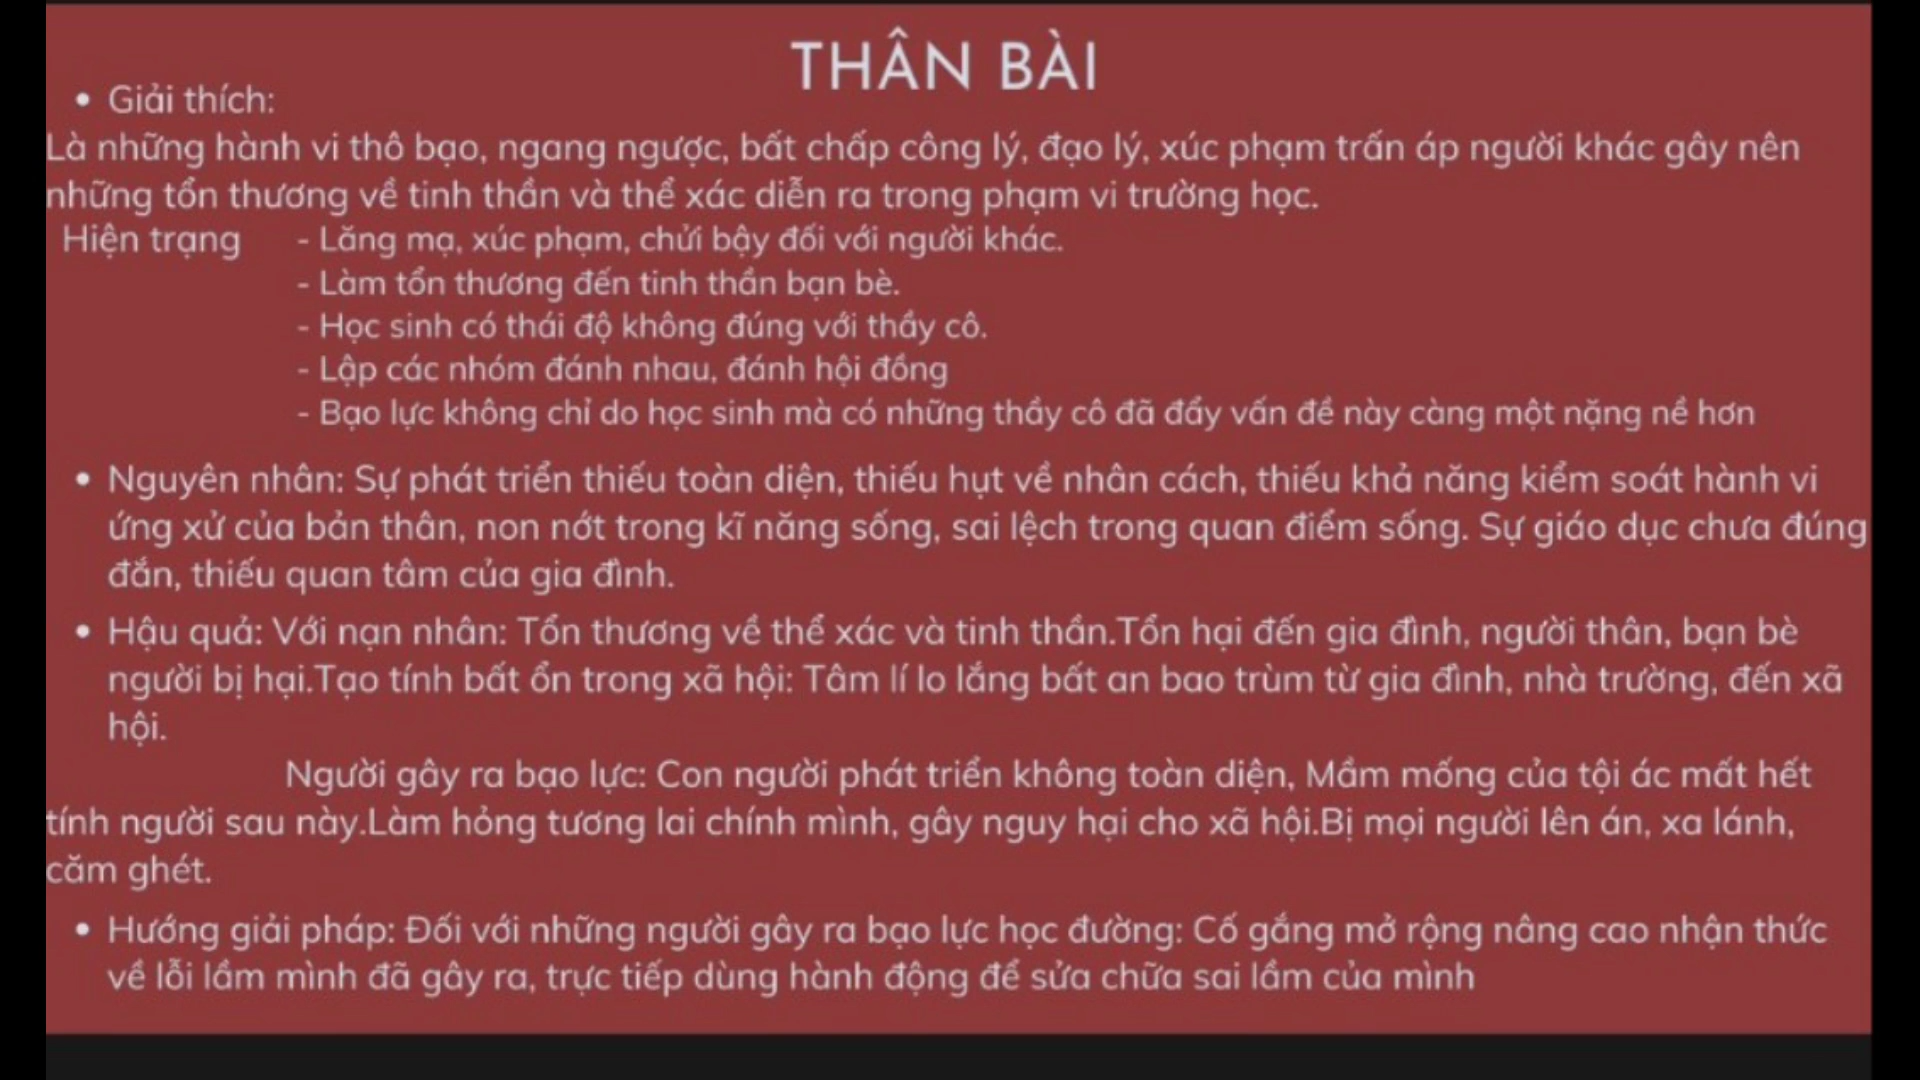 THÂN BÀI
• Giải thích:
Là những hành vi thô bạo, ngang ngược, bất chấp công lý, đạo lý, xúc phạm trấn áp người khác gây nên
những tổn thương về tinh thần và thể xác diễn ra trong phạm vi trường học.
Hiện trạng - Lăng mạ, xúc phạm, chửi bậy đối với người khác.
- Làm tổn thương đến tinh thần bạn bè.
- Học sinh có thái độ không đúng với thầy cô.
- Lập các nhóm đánh nhau, đánh hội đồng
- Bạo lực không chỉ do học sinh mà có những thầy cô đã đẩy vấn đề này càng một nặng nề hơn
• Nguyên nhân: Sự phát triển thiếu toàn diện, thiếu hụt về nhân cách, thiếu khả năng kiểm soát hành vi
ứng xử của bản thân, non nớt trong kĩ năng sống, sai lệch trong quan điểm sống. Sự giáo dục chưa đúng
đắn, thiếu quan tâm của gia đình.
• Hậu quả: Với nạn nhân: Tổn thương về thể xác và tinh thần.Tổn hại đến gia đình, người thân, bạn bè
người bị hại.Tạo tính bất ổn trong xã hội: Tâm lí lo lắng bất an bao trùm từ gia đình, nhà trường, đến xã
hội.
Người gây ra bạo lực: Con người phát triển không toàn diện, Mầm mống của tội ác mất hết
tính người sau này.Làm hỏng tương lai chính mình, gây nguy hại cho xã hội.Bị mọi người lên án, xa lánh,
căm ghét.
• Hướng giải pháp: Đối với những người gây ra bạo lực học đường: Cố gắng mở rộng nâng cao nhận thức
về lỗi lầm mình đã gây ra, trực tiếp dùng hành động để sửa chữa sai lầm của mình